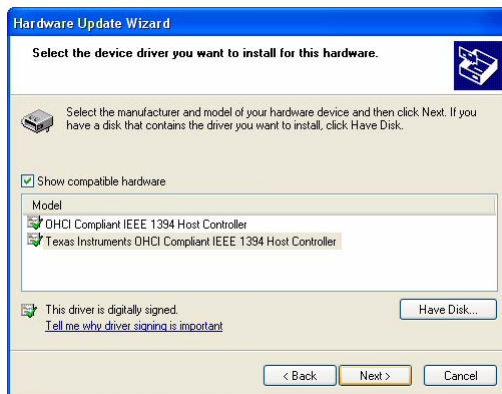 Hardware Update Wizard
Select the device driver you want to install for this hardware.
Select the manufacturer and model of your hardware device and then click Next. If you
have a disk that contains the driver you want to install, click Have Disk.
Show compatible hardware
Model
OHCI Compliant IEEE 1394 Host Controller
Texas Instruments OHCI Compliant IEEE 1394 Host Controller
This driver is digitally signed.
Tell me why driver signing is important
Have Disk...
< Back
Next >
Cancel